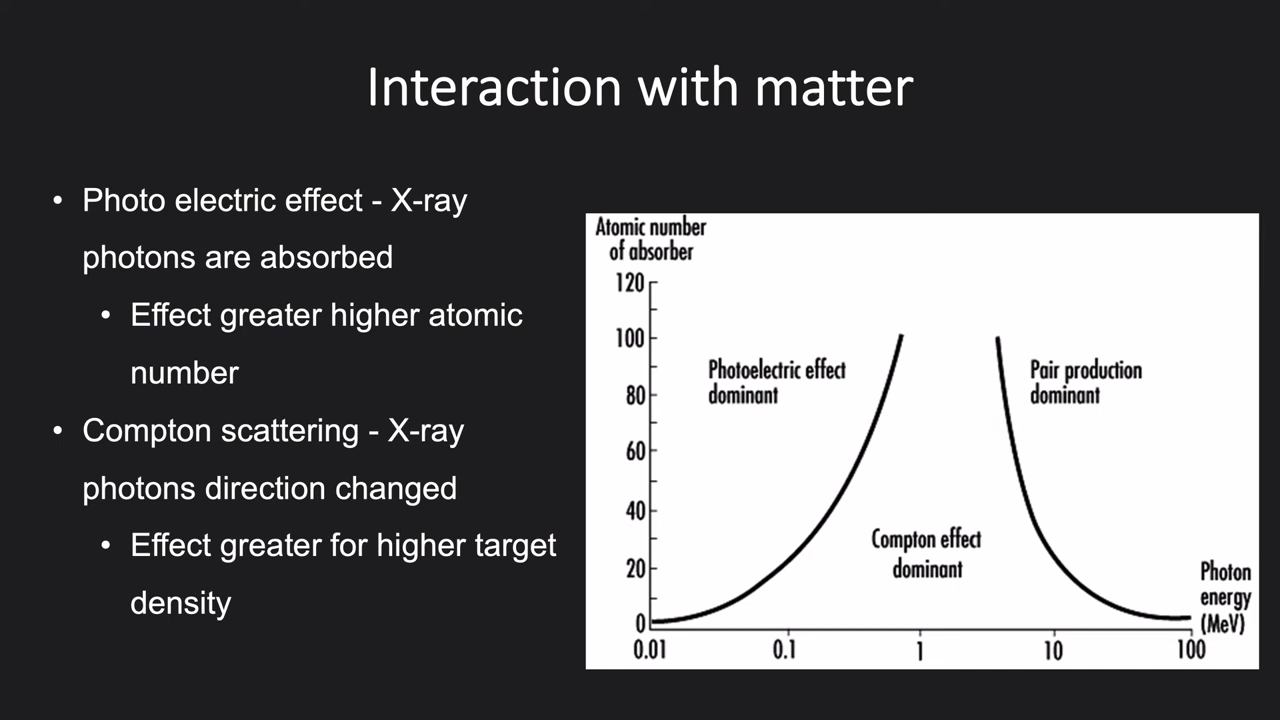 Interaction with matter
• Photo electric effect - X-ray
photons are absorbed
• Effect greater higher atomic
number
• Compton scattering - X-ray
photons direction changed
• Effect greater for higher target
density
Atomic number
of absorber
120
100
80
60
40
20
0
Photoelectric effect
dominant
Pair production
dominant
Compton effect
dominant
Photon
energy
(MeV)
0.01 0.1 1 10 100